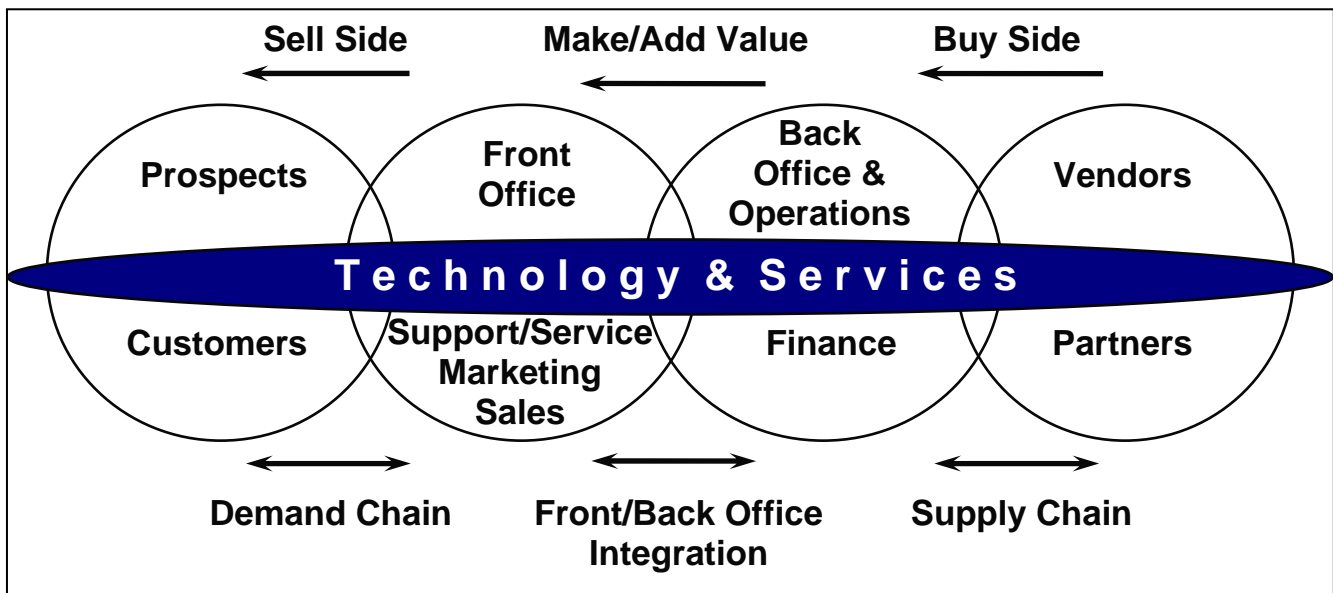 Sell Side
Make/Add Value
Buy Side
Prospects
Front
Office
Back
Office &
Operations
Vendors
Technology & Services
Customers
Support/Service
Marketing
Sales
Finance
Partners
Demand Chain
Front/Back Office
Integration
Supply Chain